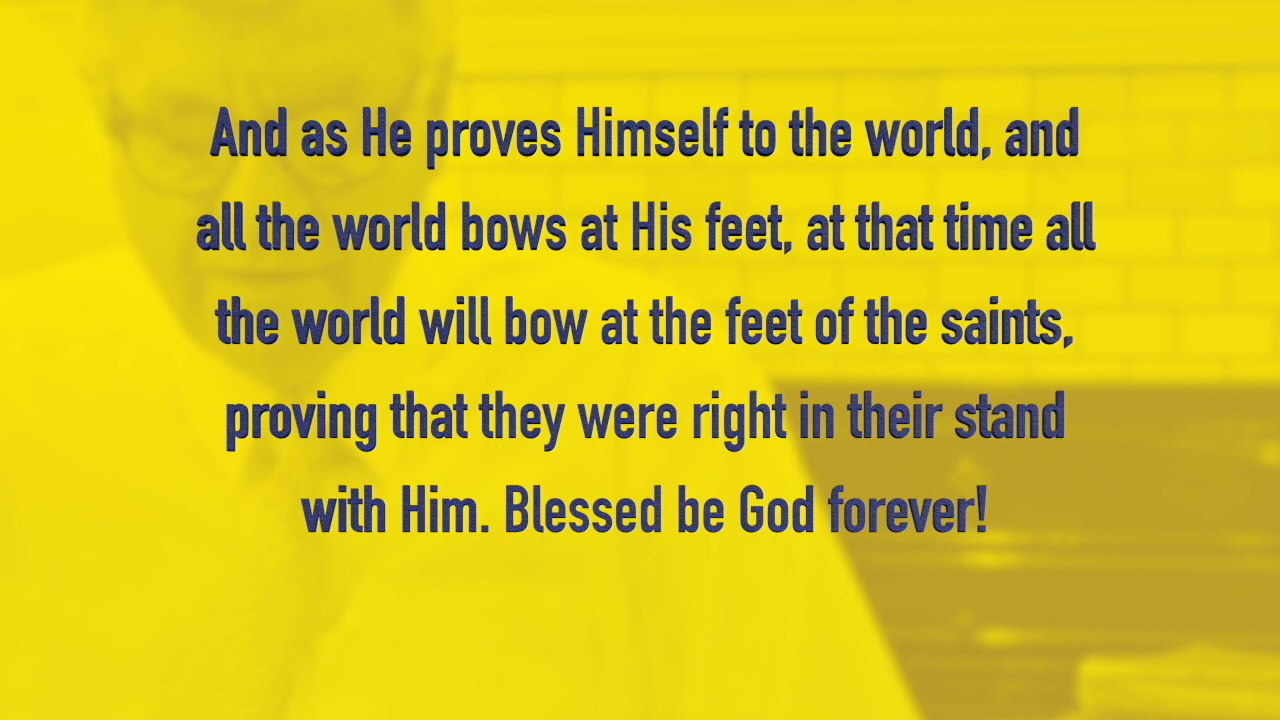 And as He proves Himself to the world, and
all the world bows at His feet, at that time all
the world will bow at the feet of the saints,
proving that they were right in their stand
with Him. Blessed be God forever!